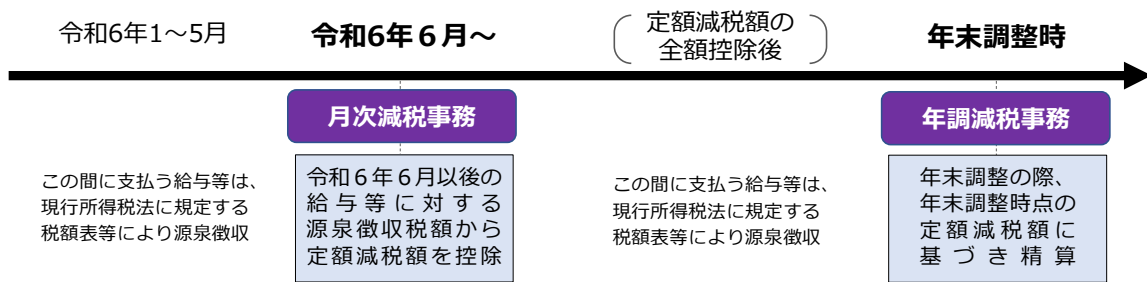 令和6年1～5月
令和6年６月～
定額減税額の
全額控除後
年末調整時
月次減税事務
年調減税事務
この間に支払う給与等は、
現行所得税法に規定する
税額表等により源泉徴収
令和６年６月以後の
給与等に対する
源泉徴収税額から
定額減税額を控除
この間に支払う給与等は、
現行所得税法に規定する
税額表等により源泉徴収
年末調整の際、
年末調整時点の
定額減税額に
基づき精算